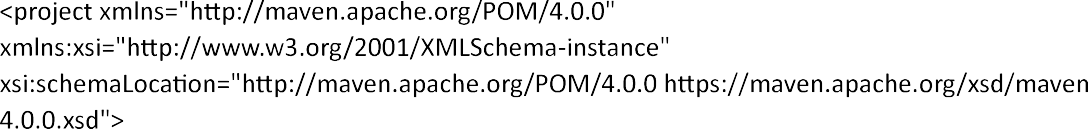 <project xmlns="http://maven.apache.org/POM/4.0.0"
xmlns:xsi="http://www.w3.org/2001/XMLSchema-instance"
xsi:schemaLocation="http://maven.apache.org/POM/4.0.0 https://maven.apache.org/xsd/maven
4.0.0.xsd">